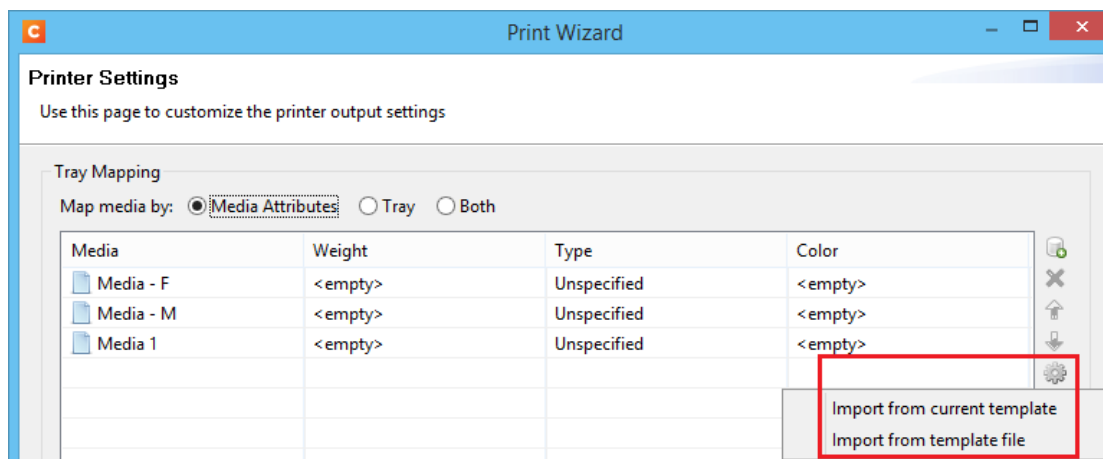 C Print Wizard
Printer Settings
Use this page to customize the printer output settings
Tray Mapping
Map media by: Media Attributes Tray Both
Media Weight Type Color
Media - F <empty> Unspecified <empty>
Media - M <empty> Unspecified <empty>
Media 1 <empty> Unspecified <empty>
Import from current template
Import from template file